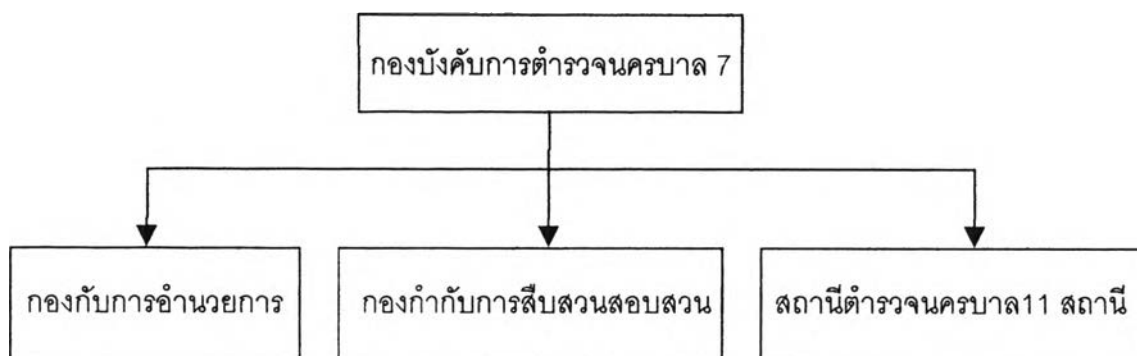 กองบังคับการตำรวจนครบาล 7
กองกับการอำนวยการ
กองกำกับการสืบสวนสอบสวน
สถานีตำรวจนครบาล11 สถานี